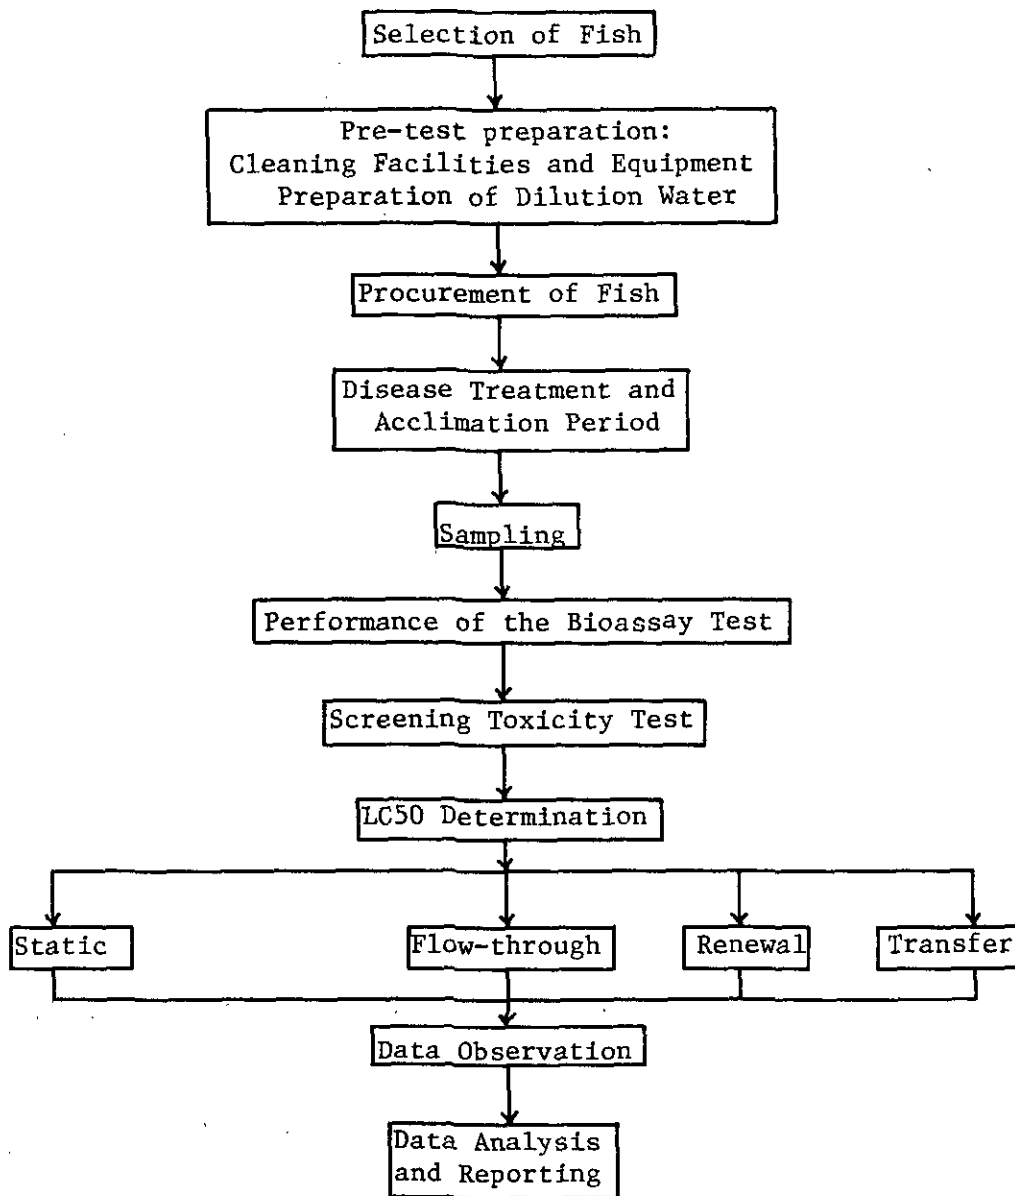 Selection of Fish
Pre-test preparation:
Cleaning Facilities and Equipment
Preparation of Dilution Water
Procurement of Fish
Disease Treatment and
Acclimation Period
Sampling
Performance of the Bioassay Test
Screening Toxicity Test
LC50 Determination
Static
Flow-through
Renewal
Transfer
Data Observation
Data Analysis
and Reporting